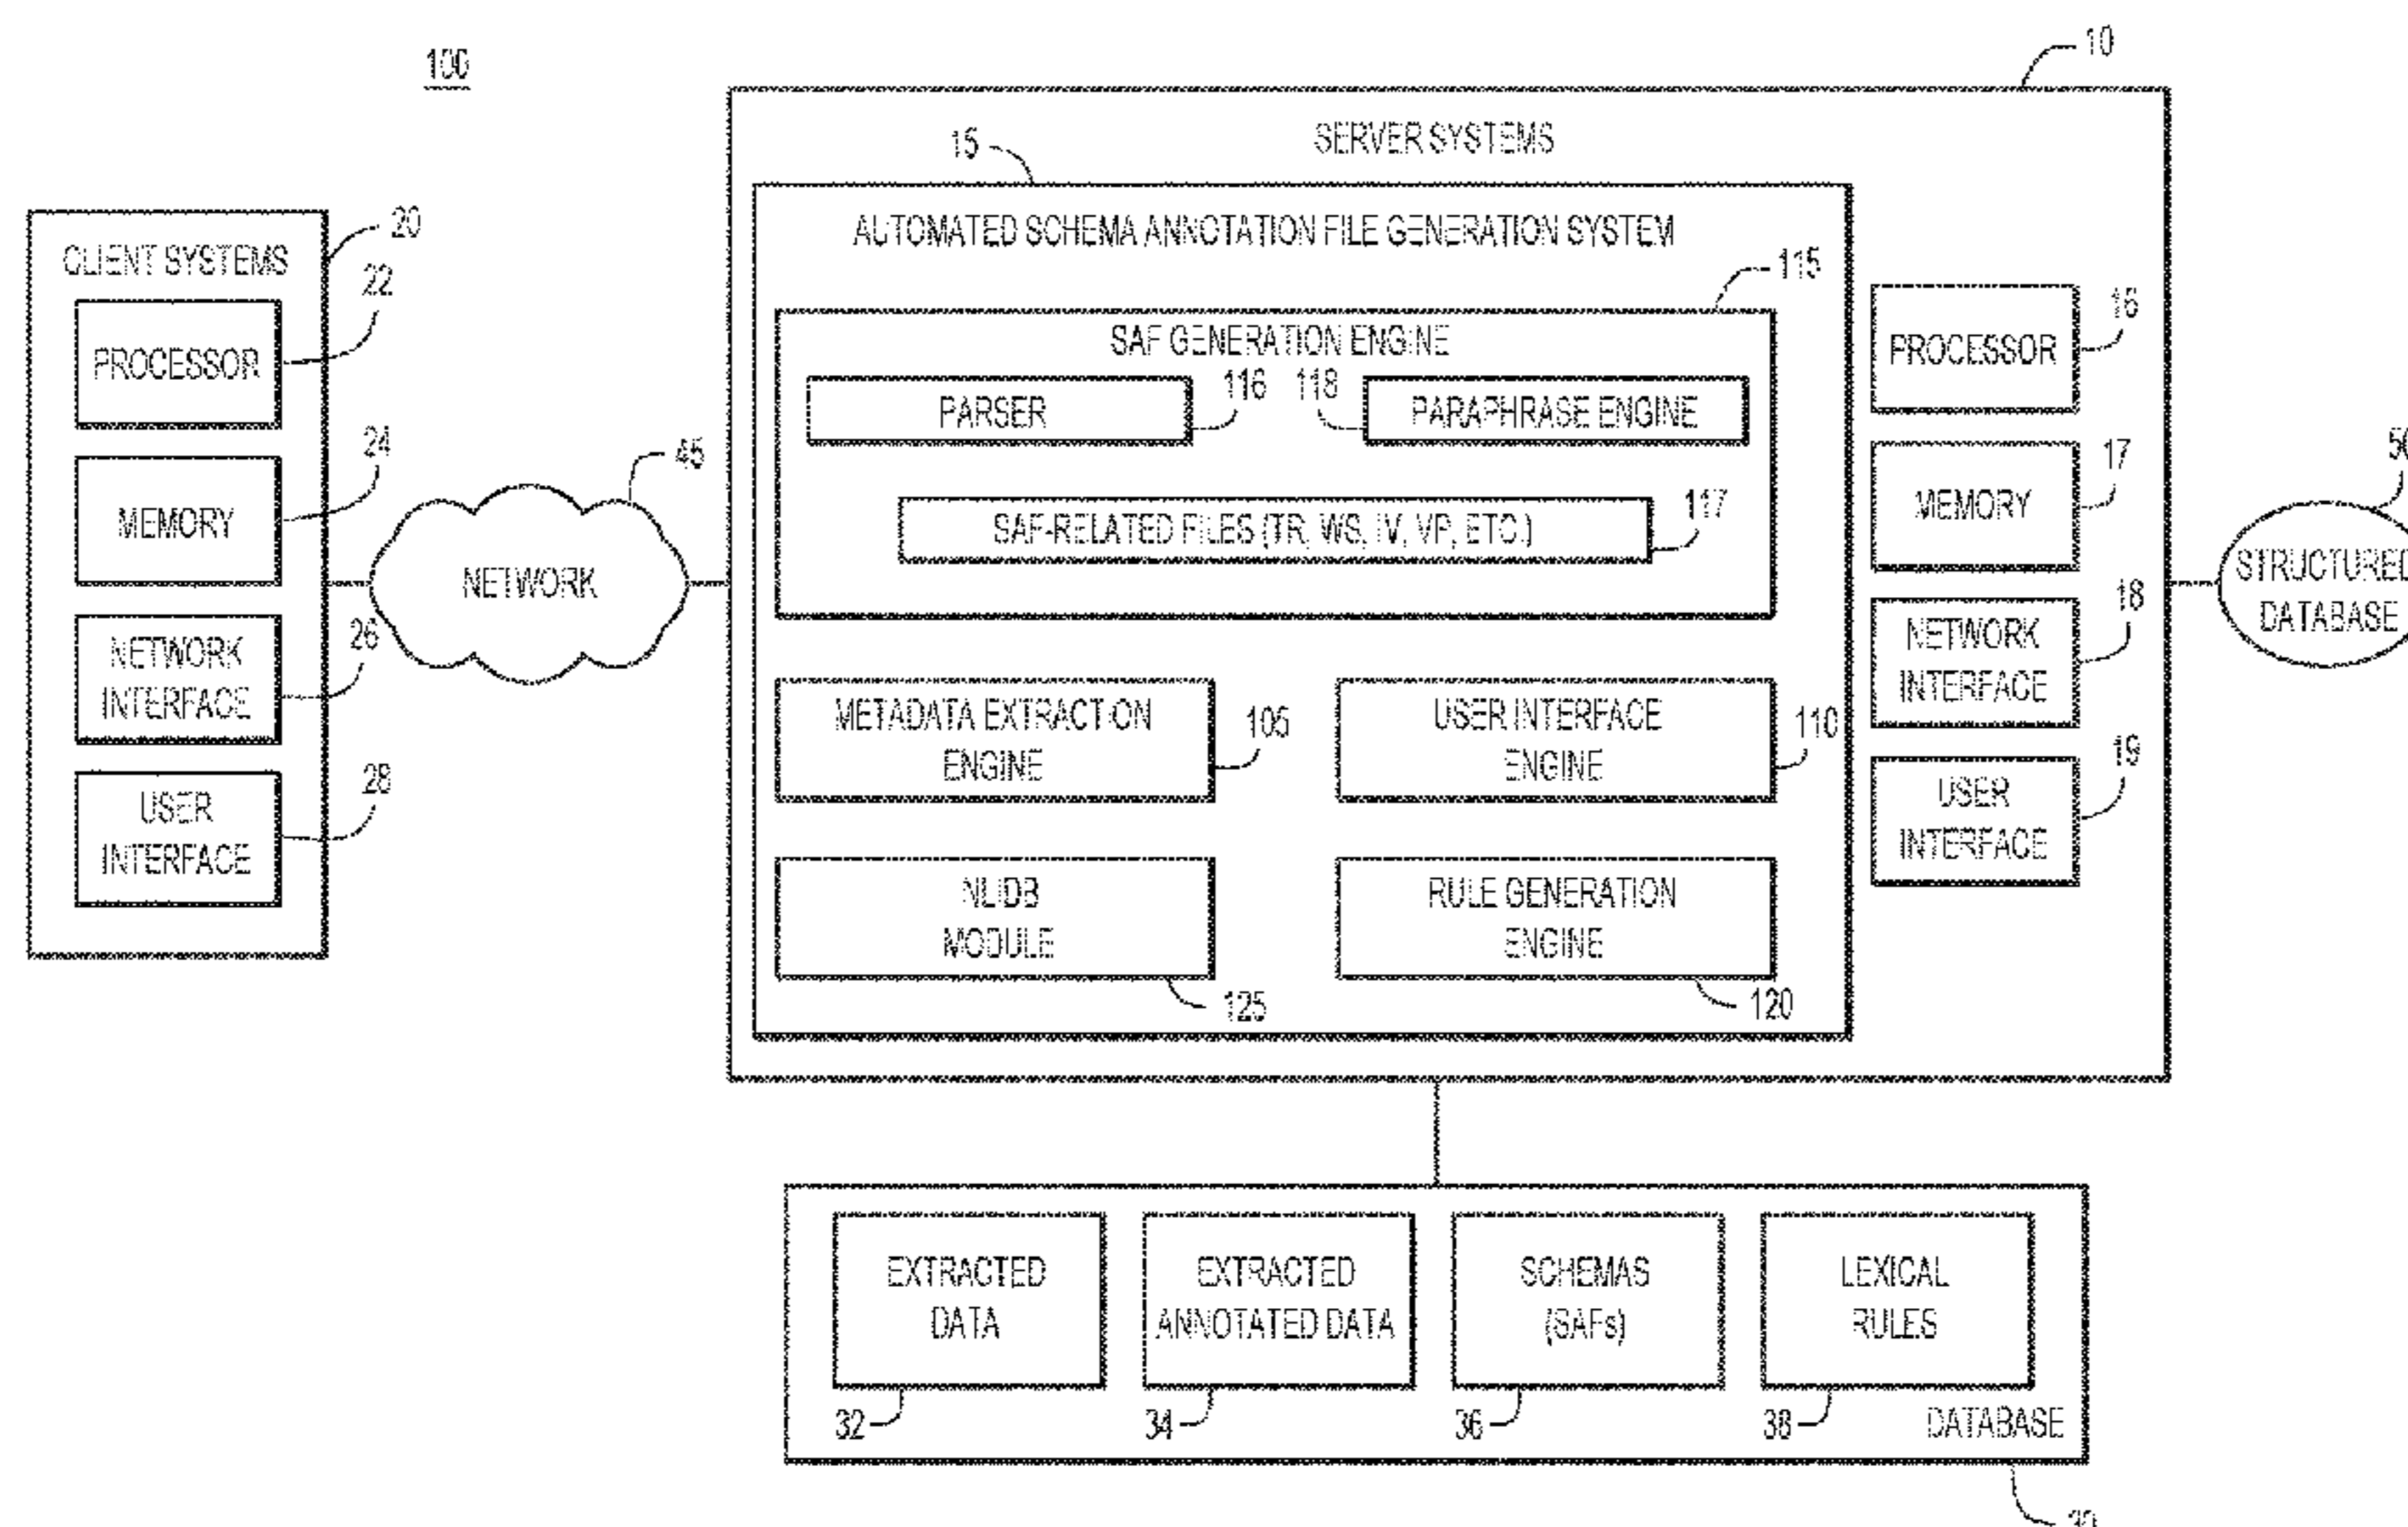 100
10
SERVER SYSTEMS
15
AUTOMATED SCHEMA ANNOTATION FILE GENERATION SYSTEM
20
CLIENT SYSTEMS
22
PROCESSOR
24
MEMORY
26
NETWORK
INTERFACE
28
USER
INTERFACE
45
NETWORK
115
SAF GENERATION ENGINE
PARSER
116
118
PARAPHRASE ENGINE
SAF-RELATED FILES (TR, WS, IV, VP, ETC.)
117
METADATA EXTRACTION
ENGINE
105
USER INTERFACE
ENGINE
110
NLIDB
MODULE
125
RULE GENERATION
ENGINE
120
PROCESSOR
16
MEMORY
17
NETWORK
INTERFACE
18
USER
INTERFACE
19
50
STRUCTURED
DATABASE
EXTRACTED
DATA
32
EXTRACTED
ANNOTATED DATA
34
SCHEMAS
(SAFs)
36
LEXICAL
RULES
38
DATABASE